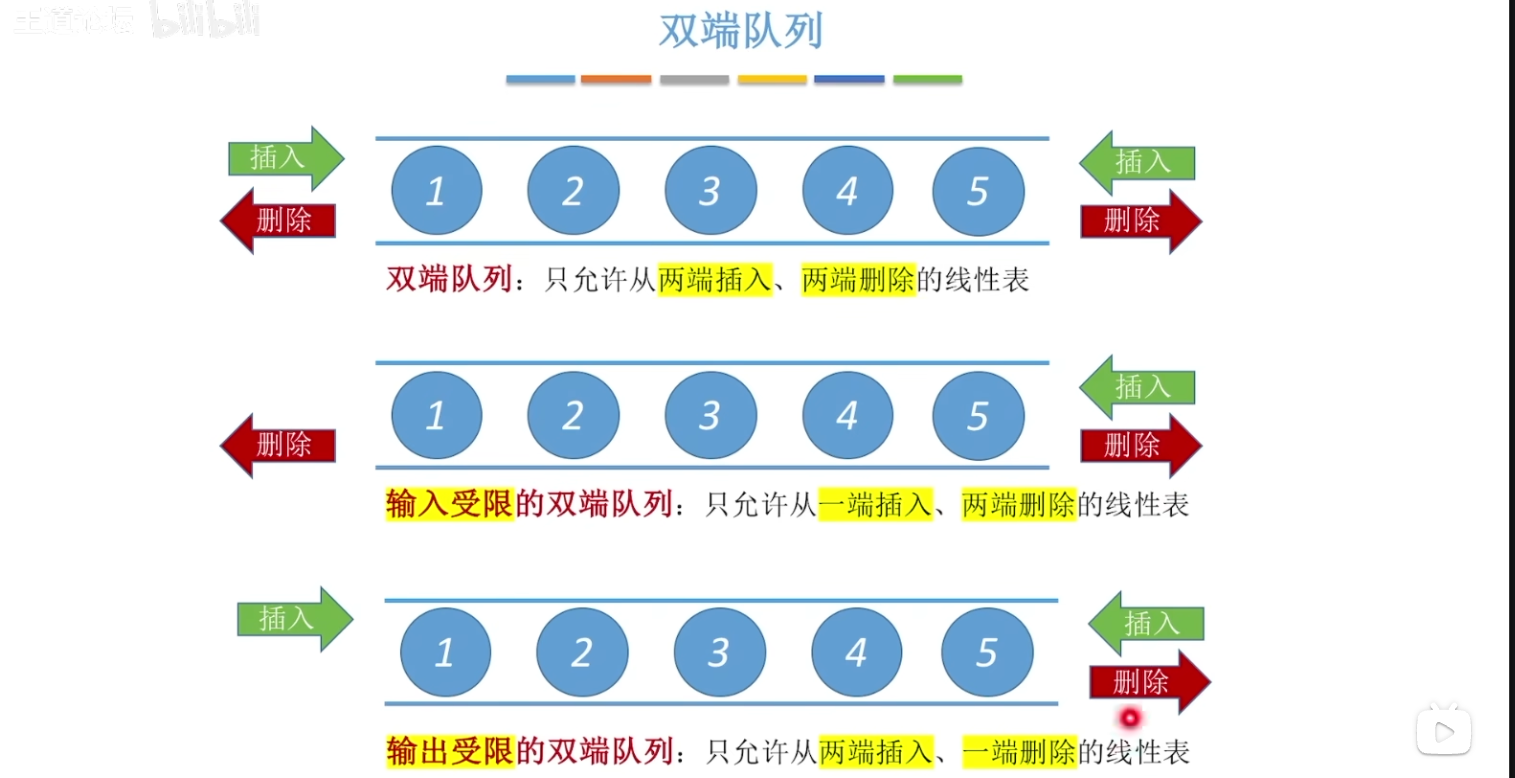 王道论坛 bilibili
双端队列
插入 插入
1 2 3 4 5
删除 删除
双端队列：只允许从两端插入、两端删除的线性表
插入
1 2 3 4 5
删除 删除
输入受限的双端队列：只允许从一端插入、两端删除的线性表
插入 插入
1 2 3 4 5
删除
输出受限的双端队列：只允许从两端插入、一端删除的线性表